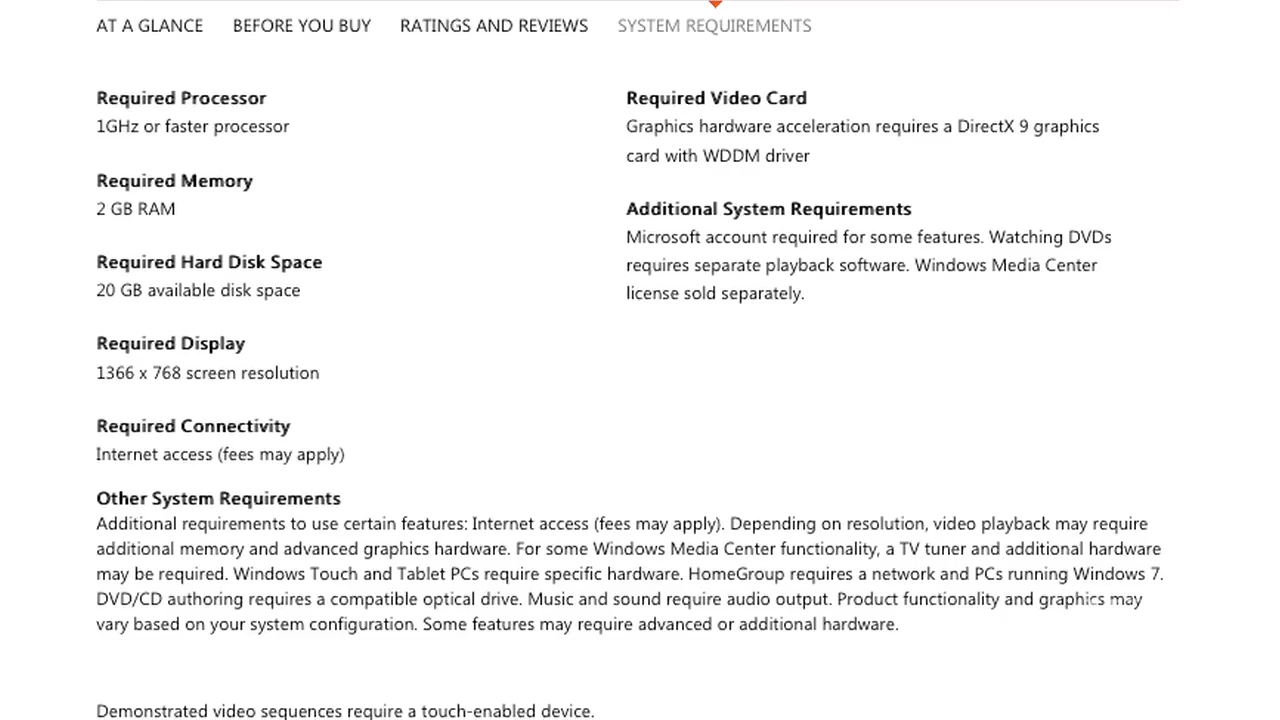 AT A GLANCE BEFORE YOU BUY RATINGS AND REVIEWS SYSTEM REQUIREMENTS
Required Processor
1GHz or faster processor
Required Memory
2 GB RAM
Required Hard Disk Space
20 GB available disk space
Required Display
1366 x 768 screen resolution
Required Connectivity
Internet access (fees may apply)
Required Video Card
Graphics hardware acceleration requires a DirectX 9 graphics
card with WDDM driver
Additional System Requirements
Microsoft account required for some features. Watching DVDs
requires separate playback software. Windows Media Center
license sold separately.
Other System Requirements
Additional requirements to use certain features: Internet access (fees may apply). Depending on resolution, video playback may require
additional memory and advanced graphics hardware. For some Windows Media Center functionality, a TV tuner and additional hardware
may be required. Windows Touch and Tablet PCs require specific hardware. HomeGroup requires a network and PCs running Windows 7.
DVD/CD authoring requires a compatible optical drive. Music and sound require audio output. Product functionality and graphics may
vary based on your system configuration. Some features may require advanced or additional hardware.
Demonstrated video sequences require a touch-enabled device.